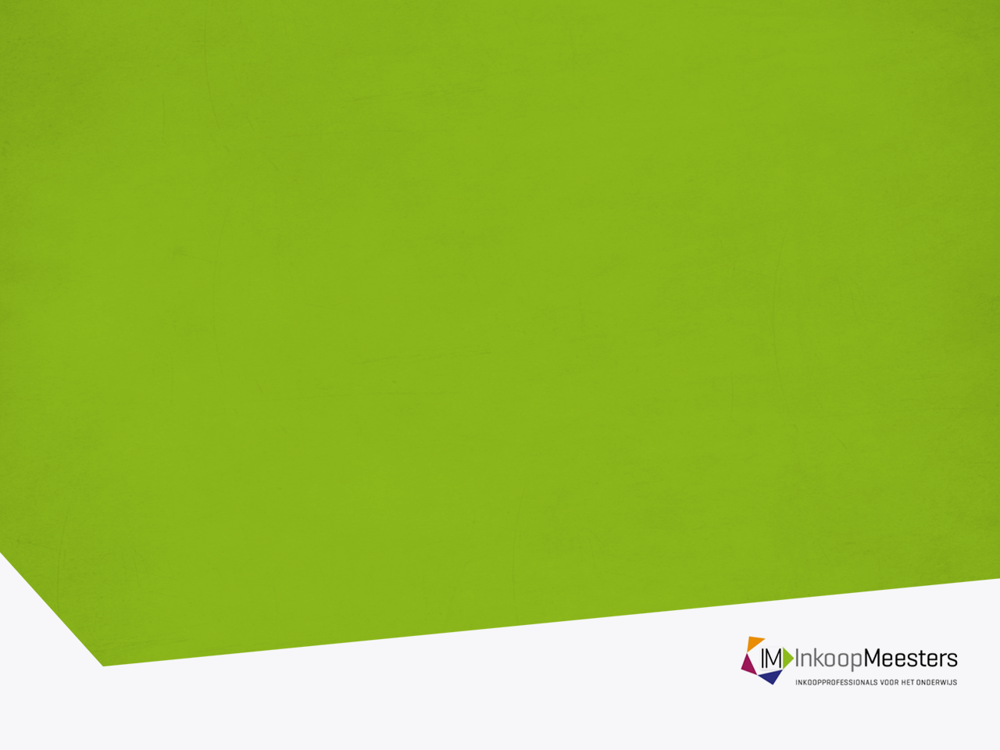 IM InkoopMeesters
INKOOPPROFESSIONALS VOOR HET ONDERWIJS